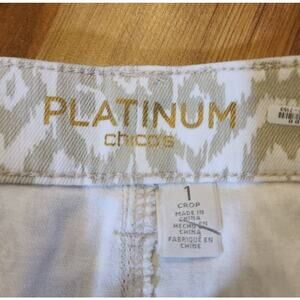 PLATINUM
chico's
1
CROP
MADE IN
CHINA
HECHO EN
CHINA
FABRIQUÉ EN
CHINE